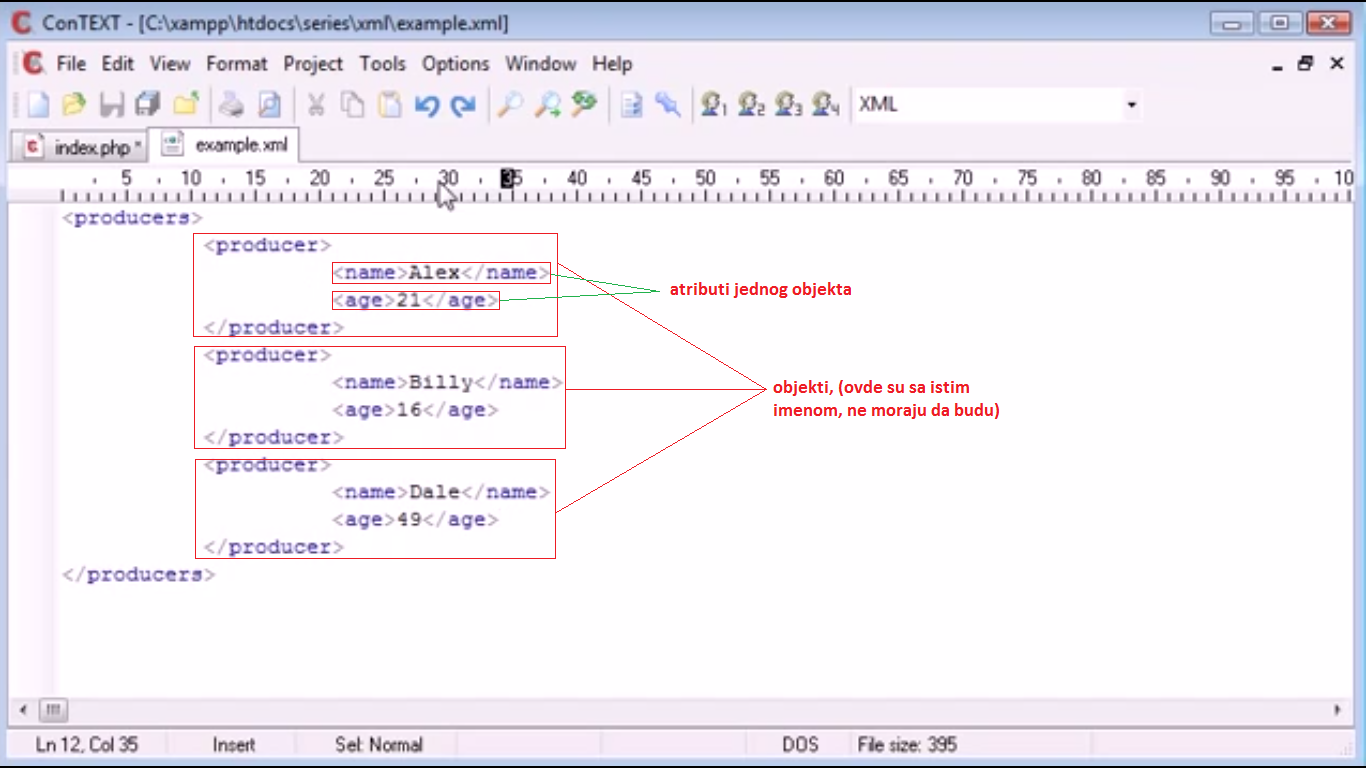 ConTEXT - [C:\xampp\htdocs\series\xml\example.xml]
File Edit View Format Project Tools Options Window Help
1 2 3 4 XML
index.php * example.xml
5 10 15 20 25 30 35 40 45 50 55 60 65 70 75 80 85 90 95 10
<producers>
<producer>
<name>Alex</name>
<age>21</age>
atributi jednog objekta
</producer>
<producer>
<name>Billy</name>
<age>16</age>
objekti, (ovde su sa istim
imenom, ne moraju da budu)
</producer>
<producer>
<name>Dale</name>
<age>49</age>
</producer>
</producers>
Ln 12, Col 35 Insert Sel: Normal DOS File size: 395